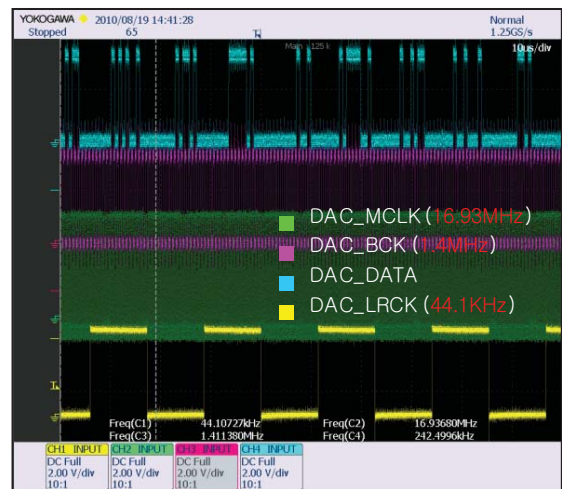 YOKOGAWA 2010/08/19 14:41:28 Normal
Stopped 65 1.25GS/s
Main : 125 k 10us/div
DAC_MCLK (16.93MHz)
DAC_BCK (1.4MHz)
DAC_DATA
DAC_LRCK (44.1KHz)
Freq(C1) 44.10727kHz Freq(C2) 16.93680MHz
Freq(C3) 1.411380MHz Freq(C4) 242.4996kHz
CH1 INPUT CH2 INPUT CH3 INPUT CH4 INPUT
DC Full DC Full DC Full DC Full
2.00 V/div 2.00 V/div 2.00 V/div 2.00 V/div
10:1 10:1 10:1 10:1